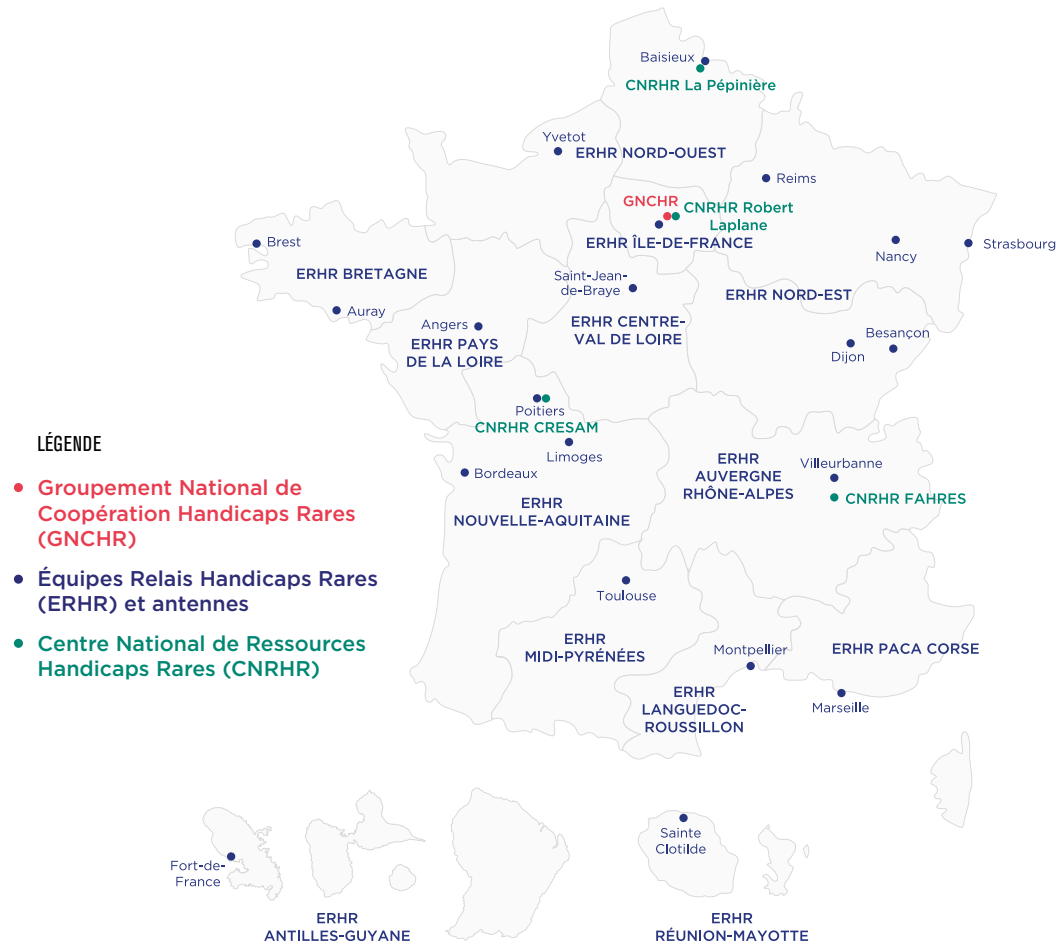 Baisieux
CNRHR La Pépinière
Yvetot
ERHR NORD-OUEST
Reims
GNCHR
CNRHR Robert
Laplane
ERHR ÎLE-DE-FRANCE
Brest
Nancy
Strasbourg
ERHR BRETAGNE
Saint-Jean-
de-Braye
ERHR NORD-EST
Auray
Angers
ERHR PAYS
DE LA LOIRE
ERHR CENTRE-
VAL DE LOIRE
Besançon
Dijon
Poitiers
CNRHR CRESAM
Limoges
Bordeaux
ERHR
NOUVELLE-AQUITAINE
ERHR
AUVERGNE
RHÔNE-ALPES
Villeurbanne
CNRHR FAHRES
LÉGENDE
Groupement National de
Coopération Handicaps Rares
(GNCHR)
Équipes Relais Handicaps Rares
(ERHR) et antennes
Centre National de Ressources
Handicaps Rares (CNRHR)
Toulouse
ERHR
MIDI-PYRÉNÉES
Montpellier
ERHR PACA CORSE
ERHR
LANGUEDOC-
ROUSSILLON
Marseille
Fort-de-
France
ERHR
ANTILLES-GUYANE
Sainte
Clotilde
ERHR
RÉUNION-MAYOTTE